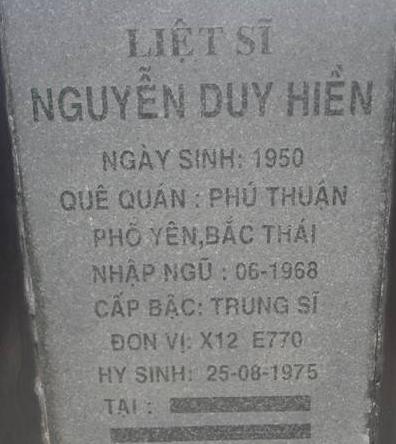 LIỆT SĨ
NGUYỄN DUY HIỀN
NGÀY SINH: 1950
QUÊ QUÁN : PHÚ THUẬN
PHỔ YÊN,BẮC THÁI
NHẬP NGŨ : 06-1968
CẤP BẬC: TRUNG SĨ
ĐƠN VỊ: X12 E770
HY SINH: 25-08-1975
TẠI :